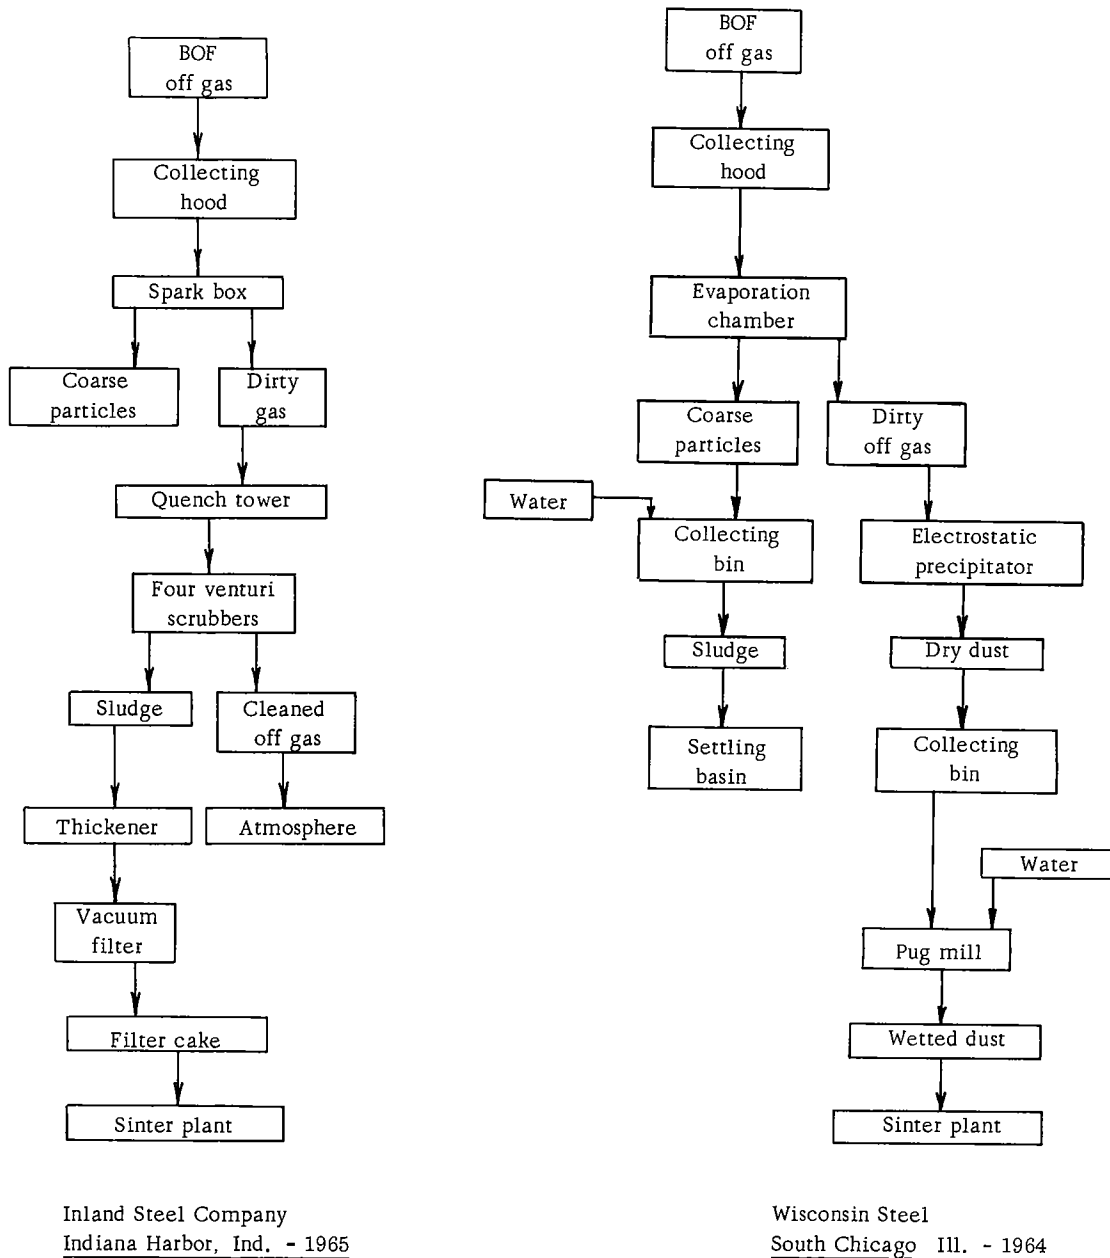 BOF
off gas
Collecting
hood
Spark box
Coarse
particles
Dirty
gas
Quench tower
Four venturi
scrubbers
Sludge
Cleaned
off gas
Thickener
Atmosphere
Vacuum
filter
Filter cake
Sinter plant
Inland Steel Company
Indiana Harbor, Ind. - 1965
BOF
off gas
Collecting
hood
Evaporation
chamber
Coarse
particles
Dirty
off gas
Water
Collecting
bin
Electrostatic
precipitator
Sludge
Dry dust
Settling
basin
Collecting
bin
Water
Pug mill
Wetted dust
Sinter plant
Wisconsin Steel
South Chicago Ill. - 1964